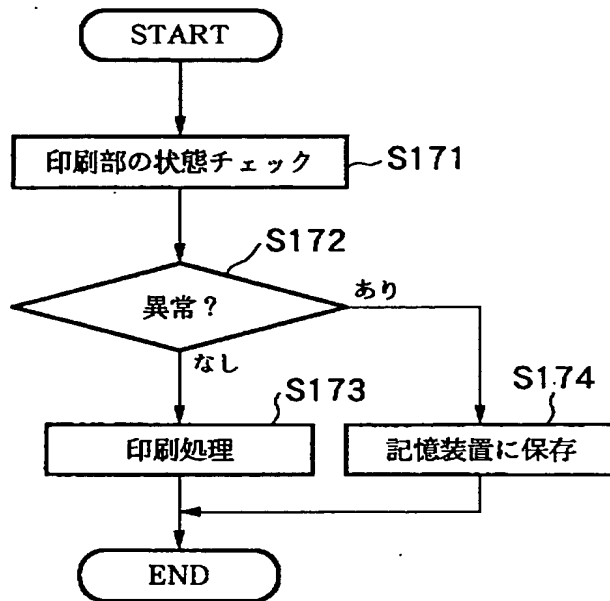 START
印刷部の状態チェック
S171
S172
異常?
あり
なし
S173
S174
印刷処理
記憶装置に保存
END